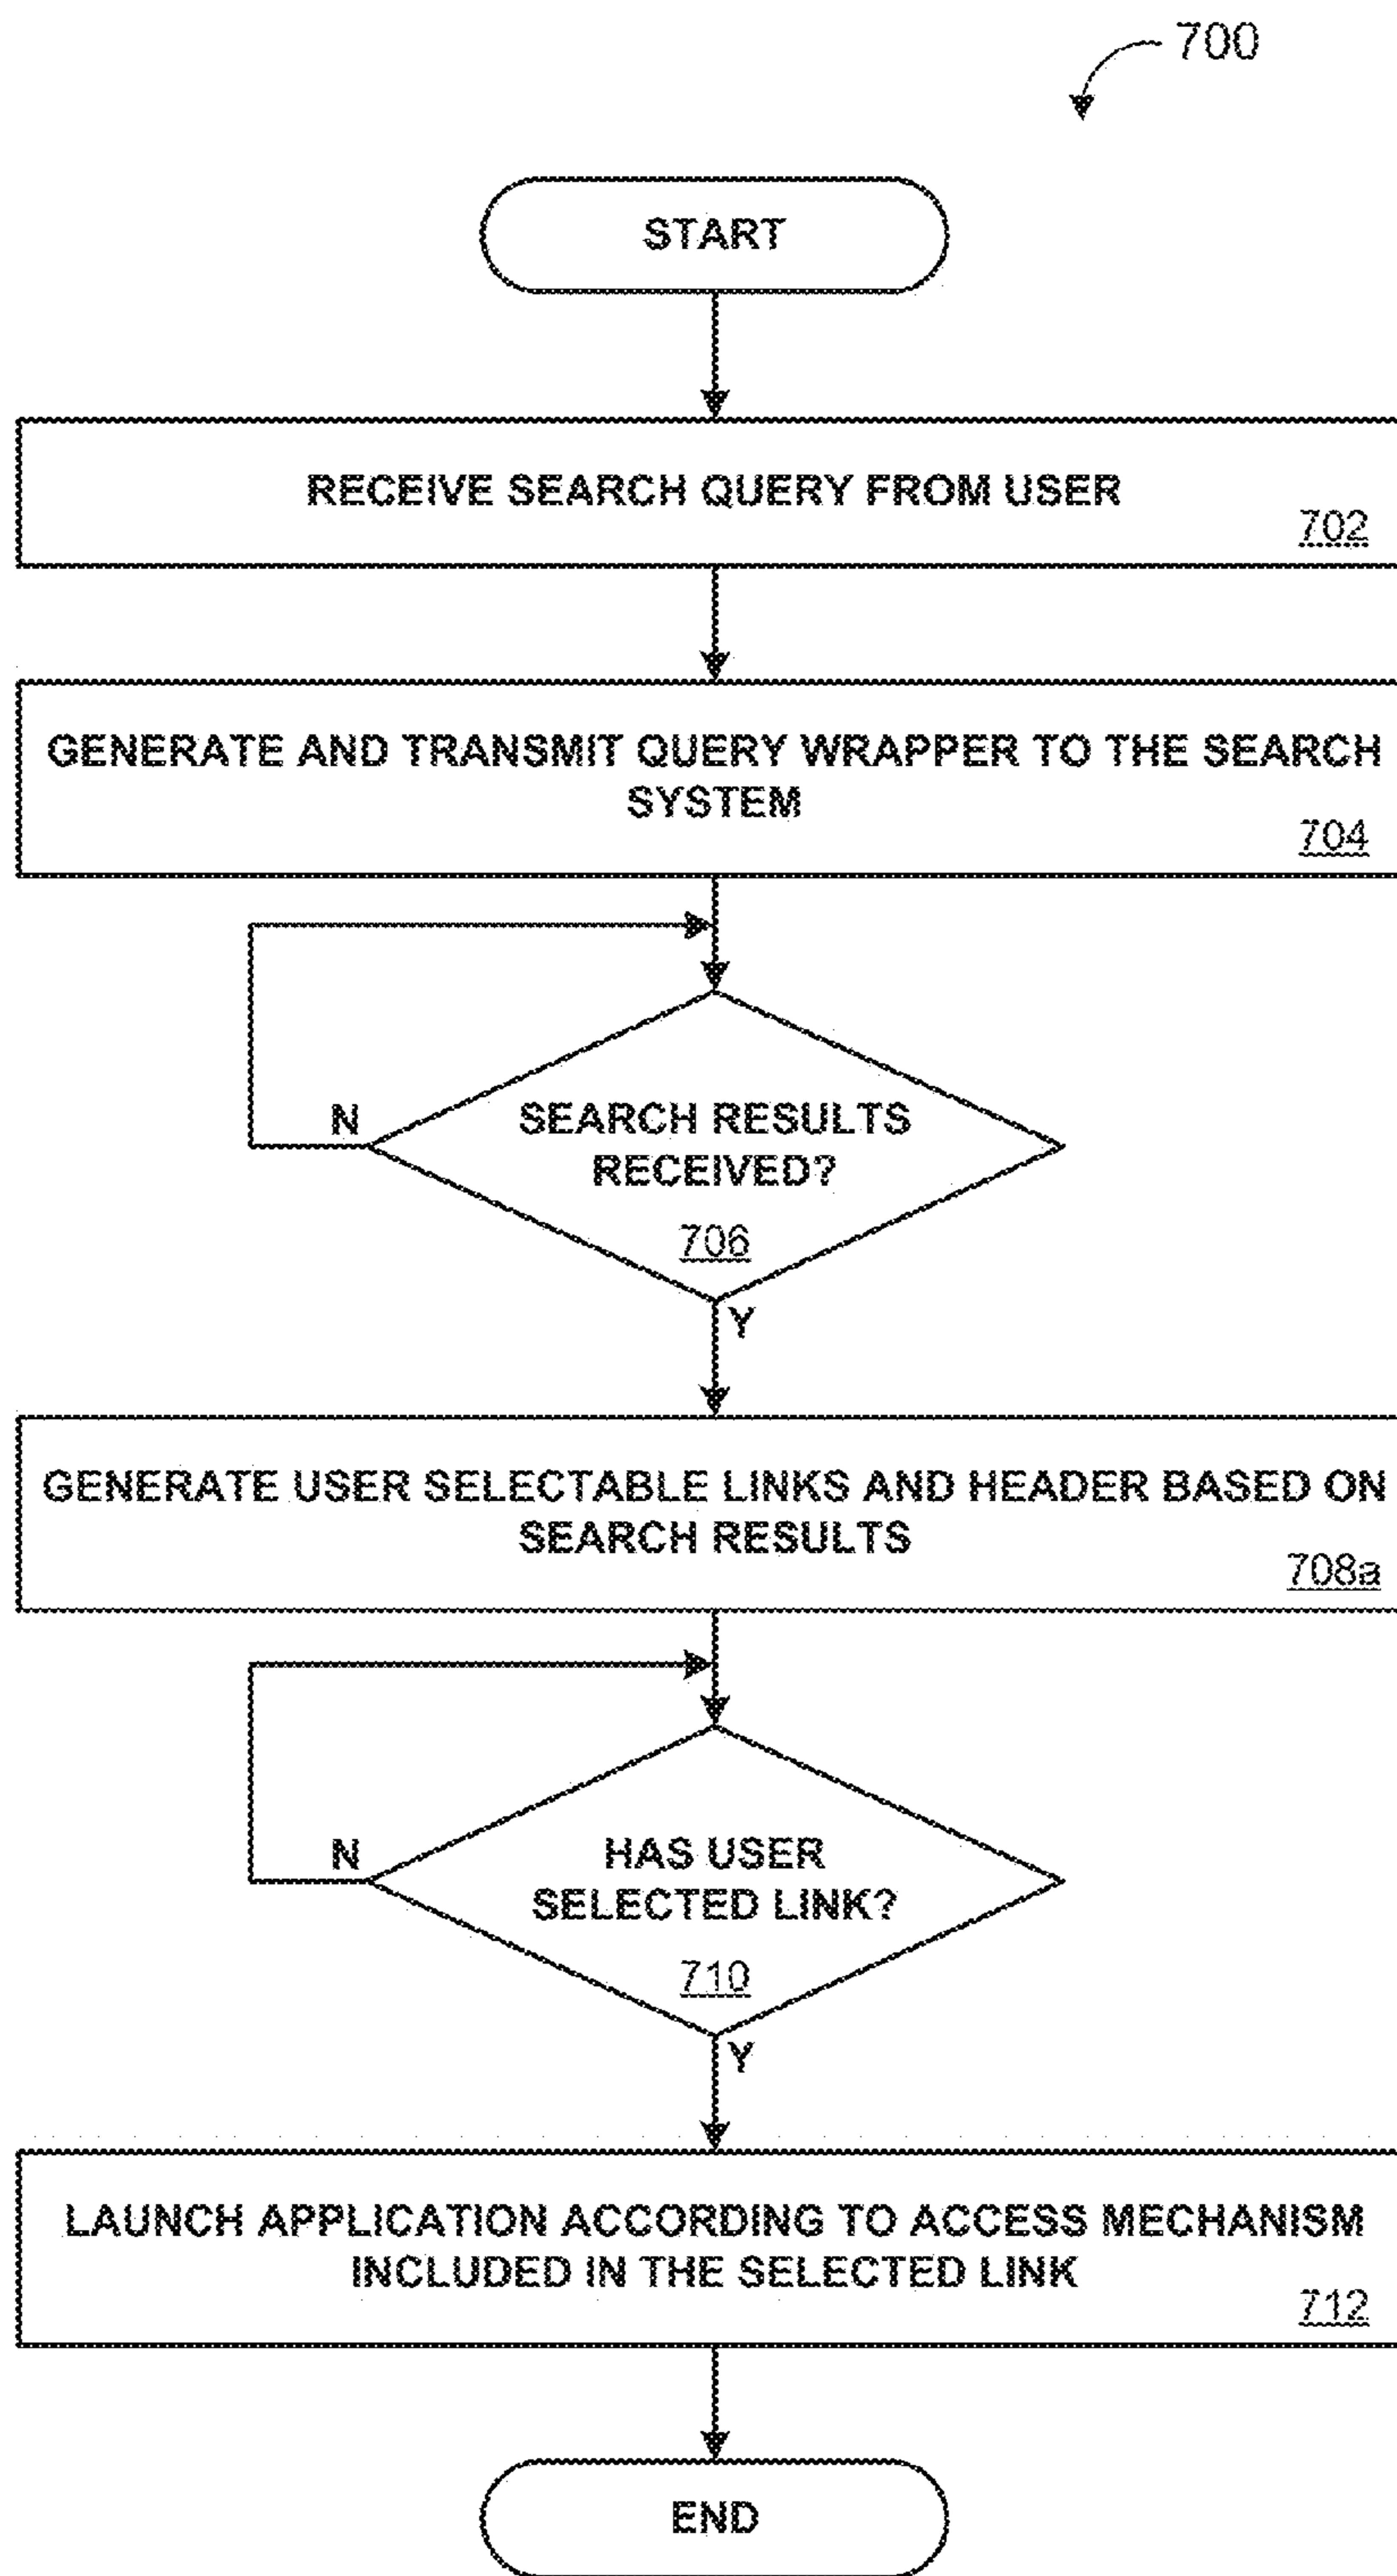 700
START
RECEIVE SEARCH QUERY FROM USER
702
GENERATE AND TRANSMIT QUERY WRAPPER TO THE SEARCH
SYSTEM
704
N
SEARCH RESULTS
RECEIVED?
706
Y
GENERATE USER SELECTABLE LINKS AND HEADER BASED ON
SEARCH RESULTS
708a
N
HAS USER
SELECTED LINK?
710
Y
LAUNCH APPLICATION ACCORDING TO ACCESS MECHANISM
INCLUDED IN THE SELECTED LINK
712
END